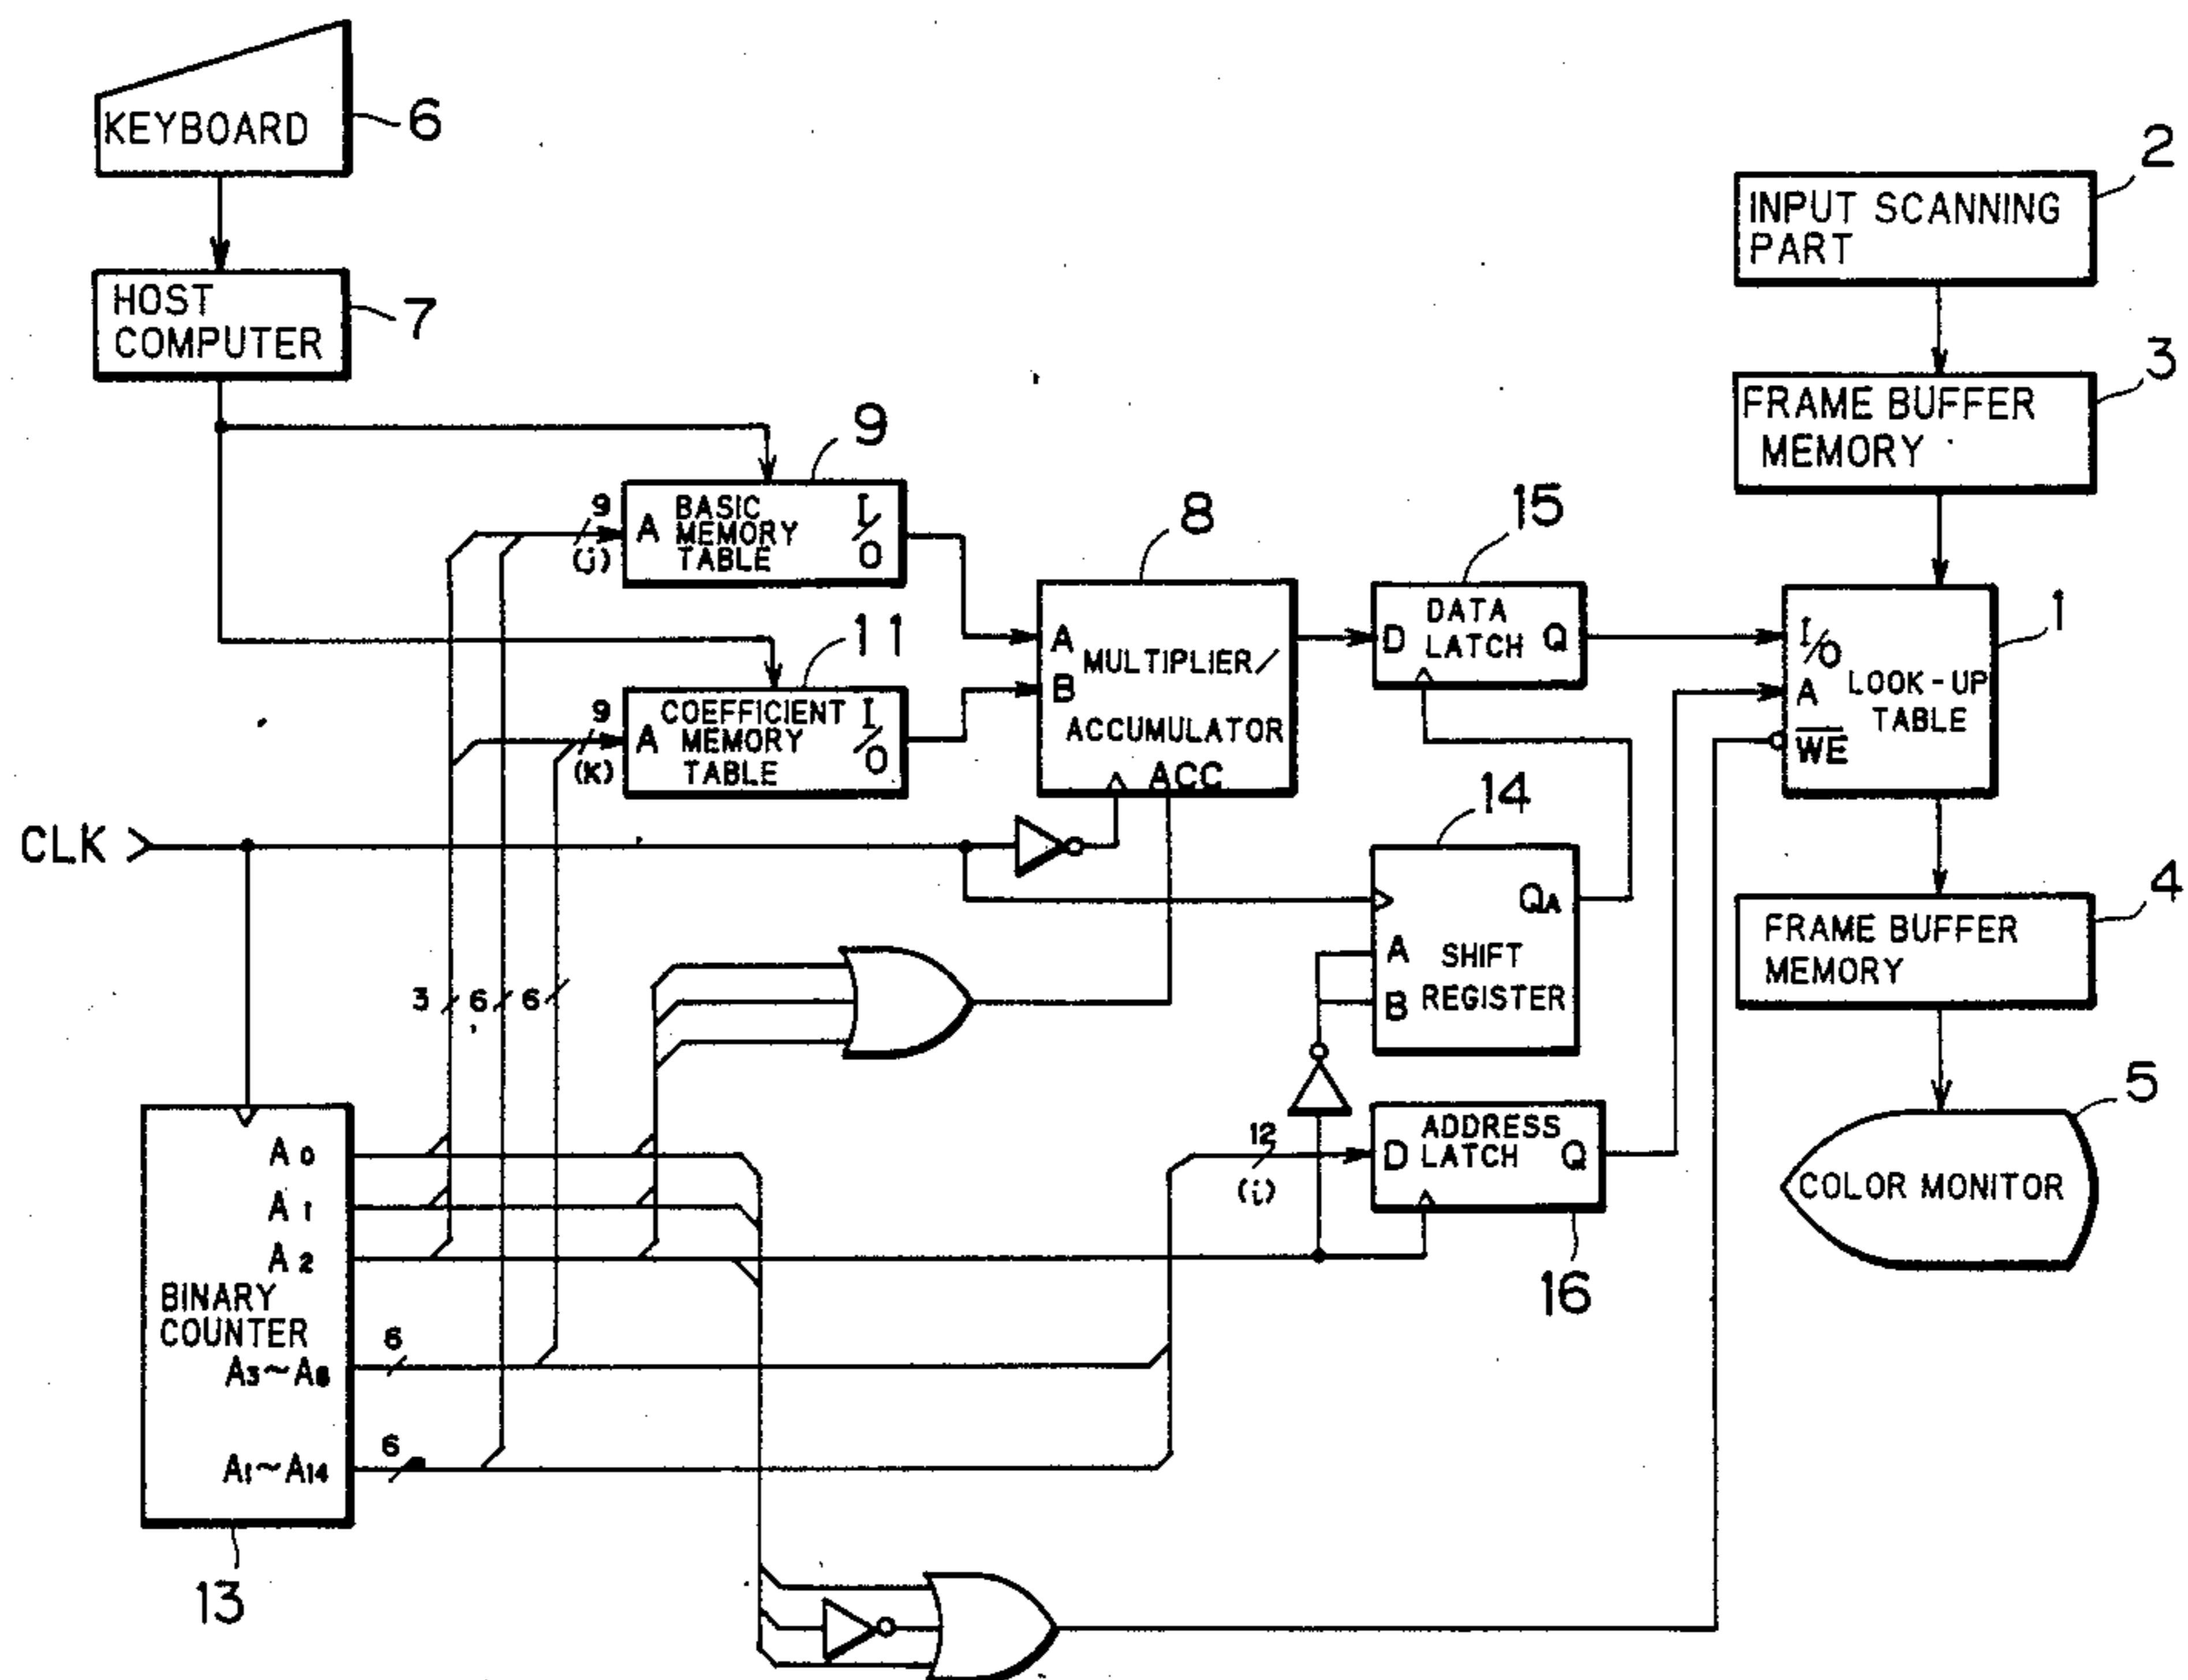 KEYBOARD
6
HOST
COMPUTER
7
2
INPUT SCANNING
PART
3
FRAME BUFFER
MEMORY
9
9
(j)
A
BASIC
MEMORY
TABLE
I/O
11
9
(k)
A
COEFFICIENT
MEMORY
TABLE
I/O
8
A
B
MULTIPLIER/
ACCUMULATOR
ACC
15
D
DATA
LATCH
Q
1
I/O
A
WE
LOOK-UP
TABLE
CLK
14
QA
A
B
SHIFT
REGISTER
4
FRAME BUFFER
MEMORY
3
6
6
5
COLOR MONITOR
12
(i)
D
ADDRESS
LATCH
Q
16
A0
A1
A2
BINARY
COUNTER
6
A3~A8
6
A1~A14
13